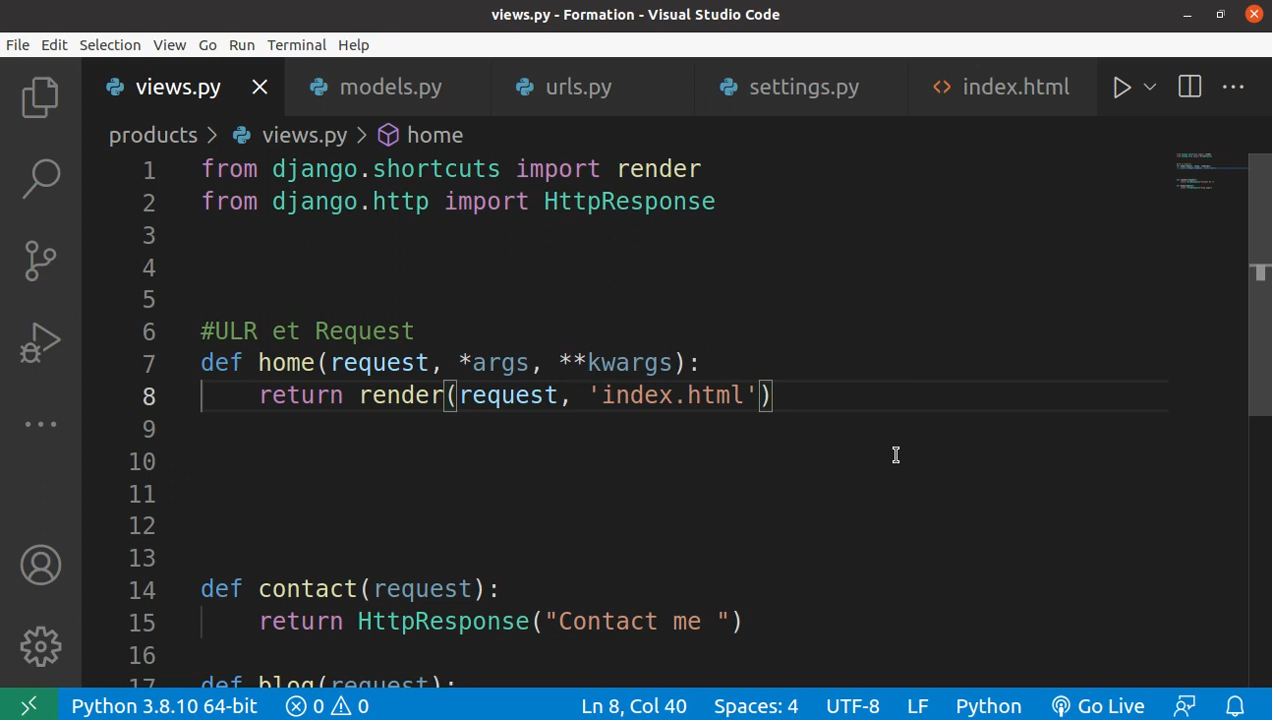 views.py - Formation - Visual Studio Code
File Edit Selection View Go Run Terminal Help
views.py models.py urls.py settings.py index.html
products > views.py > home
1 from django.shortcuts import render
2 from django.http import HttpResponse
3
4
5
6 #ULR et Request
7 def home(request, *args, **kwargs):
8 return render(request, 'index.html')
9
10
11
12
13
14 def contact(request):
15 return HttpResponse("Contact me ")
16
17 def blog(request):
Python 3.8.10 64-bit 0 0 Ln 8, Col 40 Spaces: 4 UTF-8 LF Python Go Live